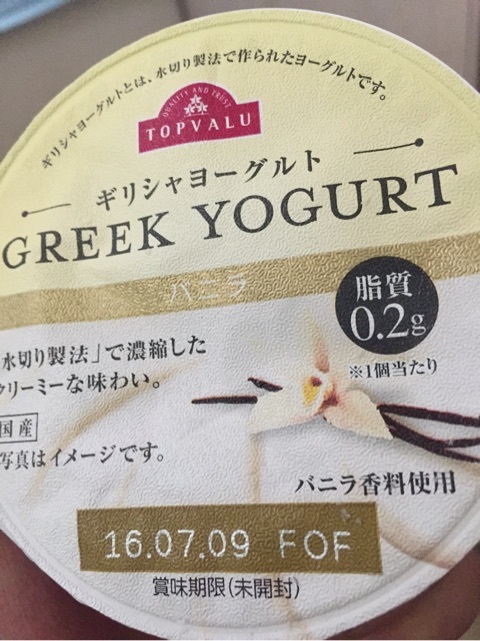 ギリシャヨーグルトとは、水切り製法で作られたヨーグルトです。
QUALITY AND TRUST
TOPVALU
ギリシャヨーグルト
GREEK YOGURT
バニラ
脂質
0.2g
※1個当たり
水切り製法」で濃縮した
クリーミーな味わい。
国産
写真はイメージです。
バニラ香料使用
16.07.09 FOF
賞味期限(未開封)